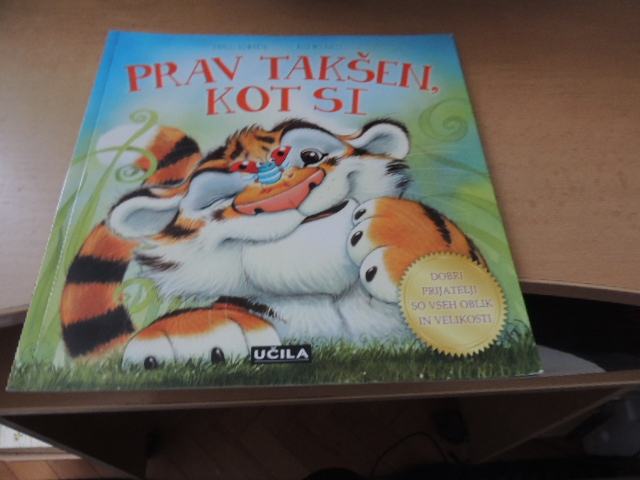 PRAV TAKŠEN,
KOT SI
DOBRI
PRIJATELJI
SO VSEH OBLIK
IN VELIKOSTI
UČILA